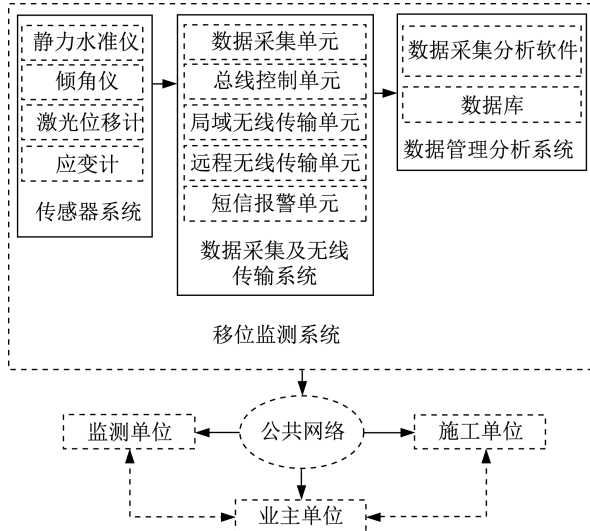 静力水准仪
倾角仪
激光位移计
应变计
传感器系统
数据采集单元
总线控制单元
局域无线传输单元
远程无线传输单元
短信报警单元
数据采集及无线
传输系统
数据采集分析软件
数据库
数据管理分析系统
移位监测系统
公共网络
监测单位
施工单位
业主单位